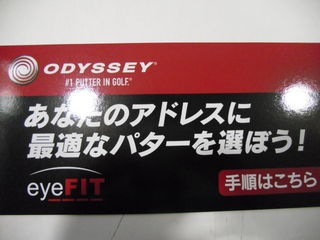 ODYSSEY®
#1 PUTTER IN GOLF.®
あなたのアドレスに
最適なパターを選ぼう!
eyeFIT
手順はこちら